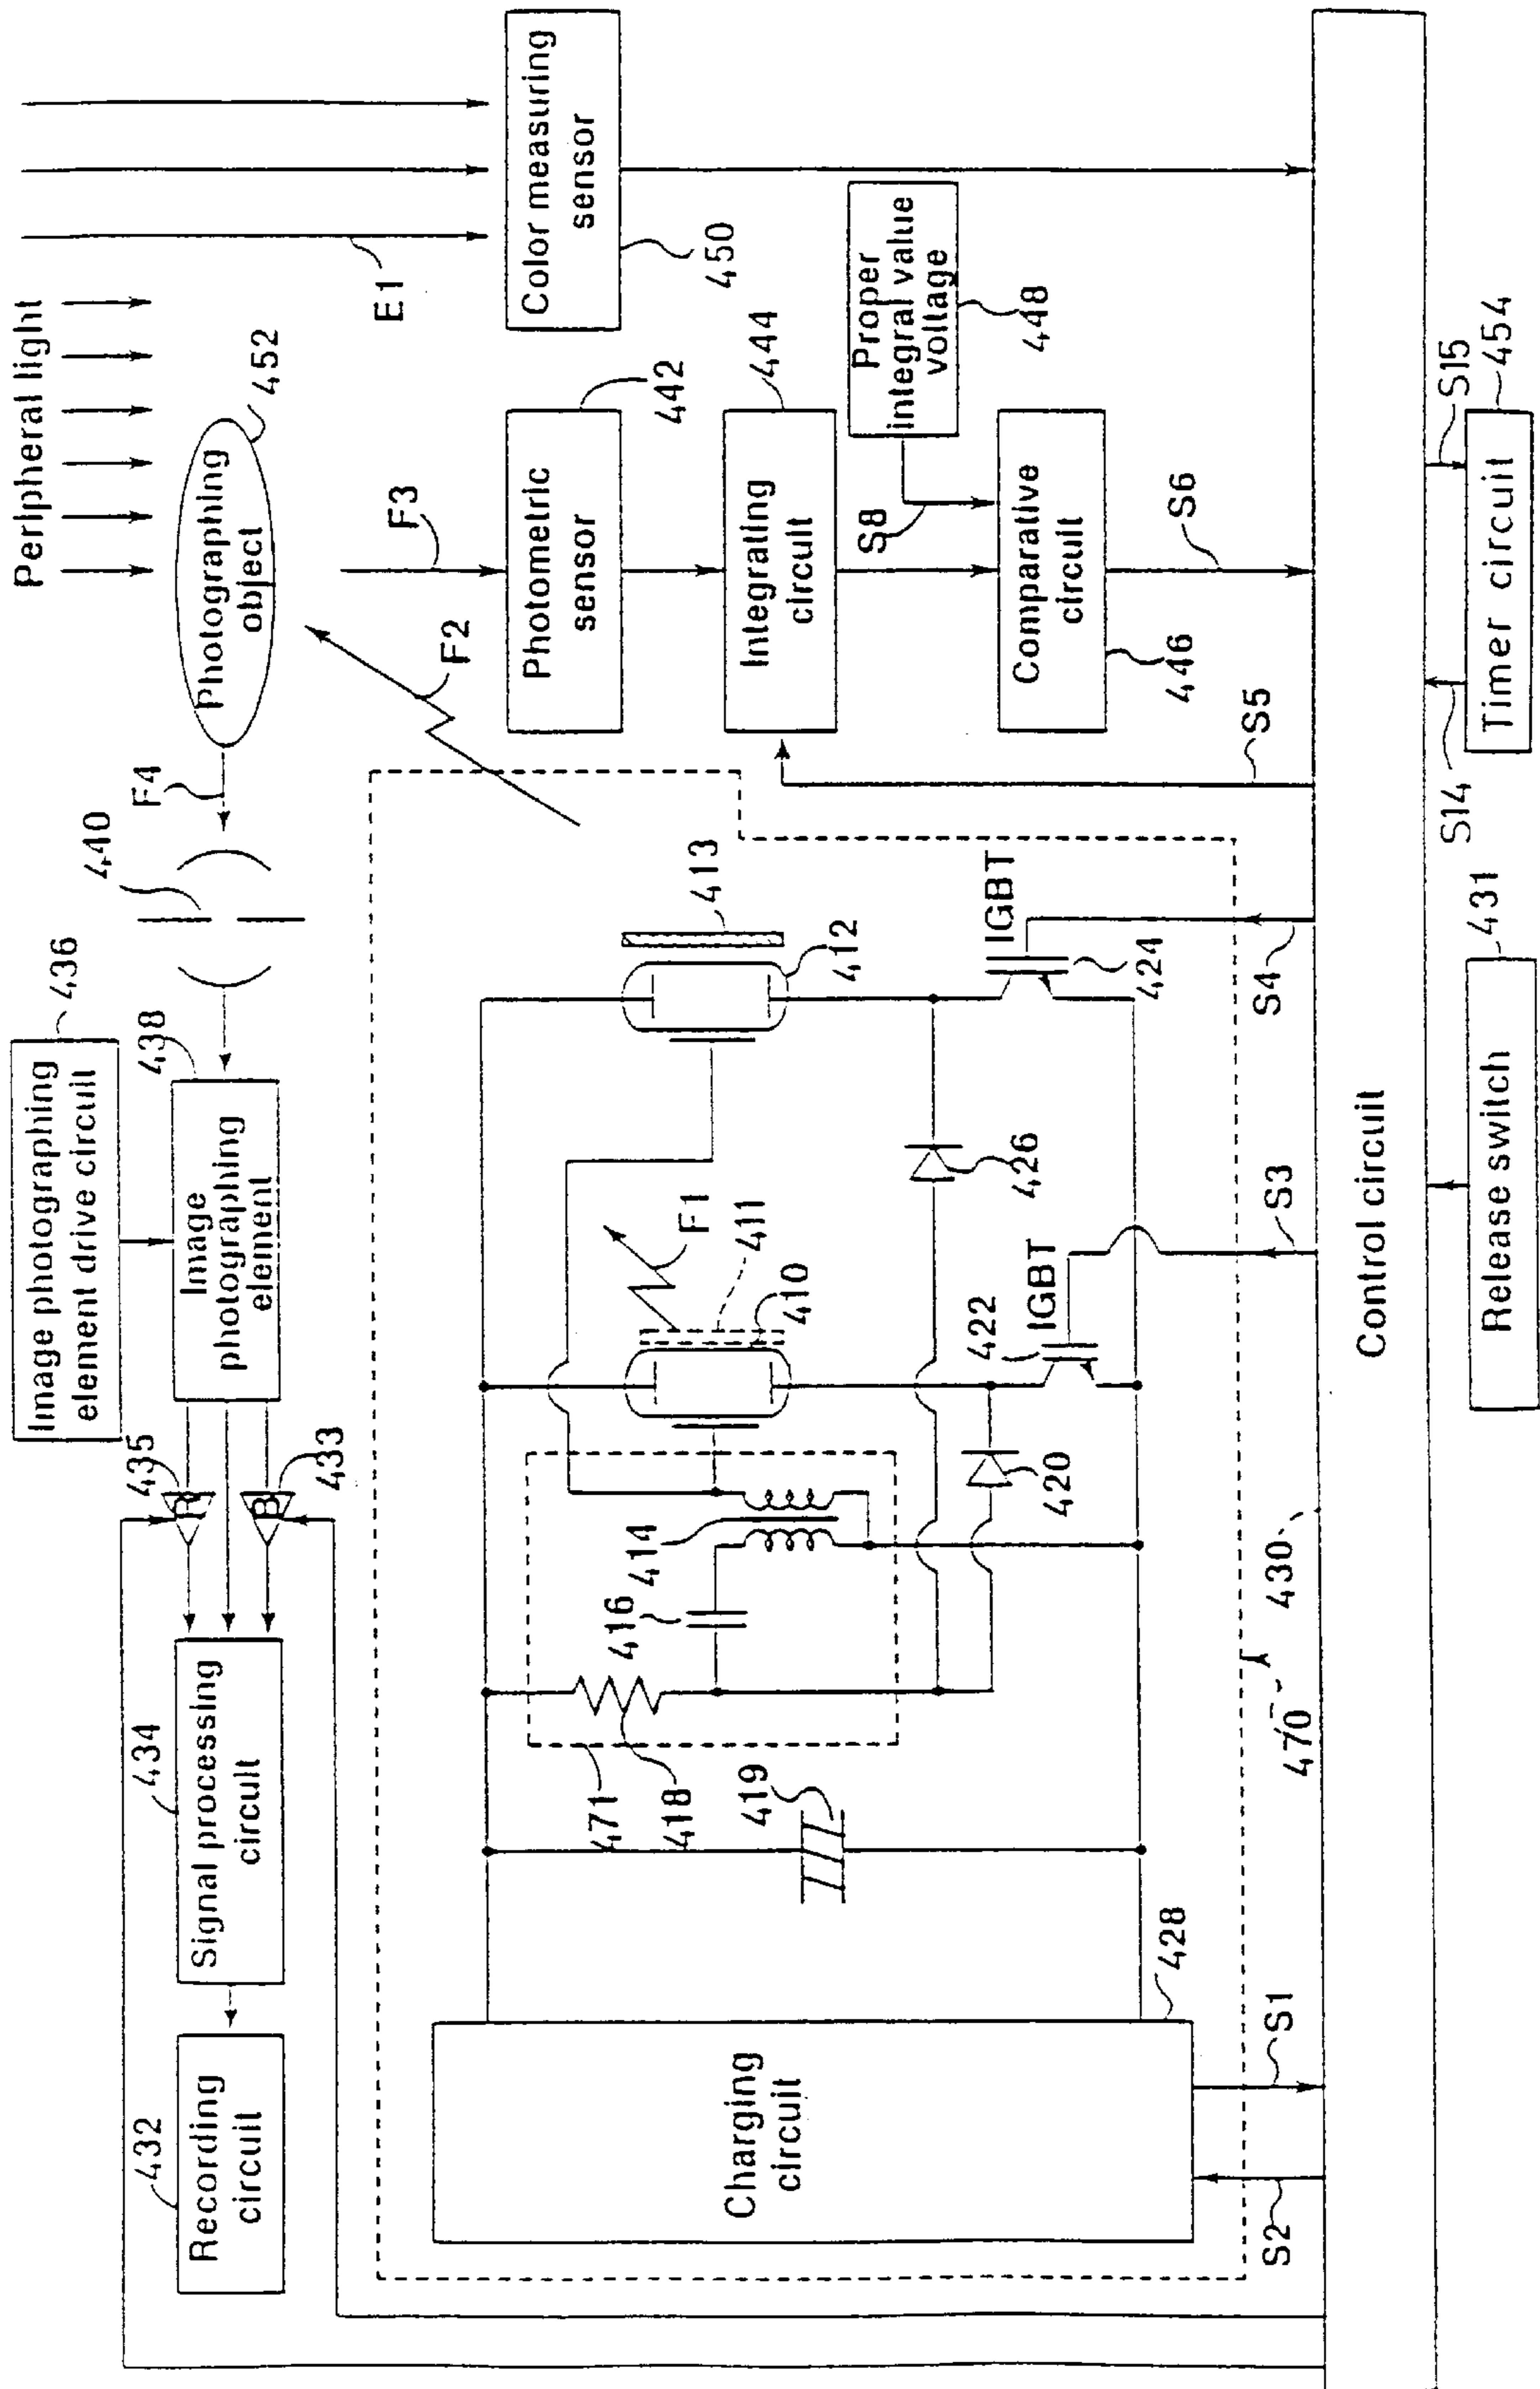 Peripheral light
Image photographing
element drive circuit
436
438
Image
photographing
element
440
F4
Photographing
object
452
E1
Color measuring
sensor
450
435
R
B
433
434
Signal processing
circuit
432
Recording
circuit
F2
F3
Photometric
sensor
442
Integrating
circuit
444
Proper
integral value
voltage
448
S8
Comparative
circuit
446
S6
S5
413
412
F1
411
410
414
416
418
471
419
426
420
422
IGBT
IGBT
424
S4
S3
428
Charging
circuit
S1
S2
470
430
Control circuit
Release switch
431
S14
S15
Timer circuit
454